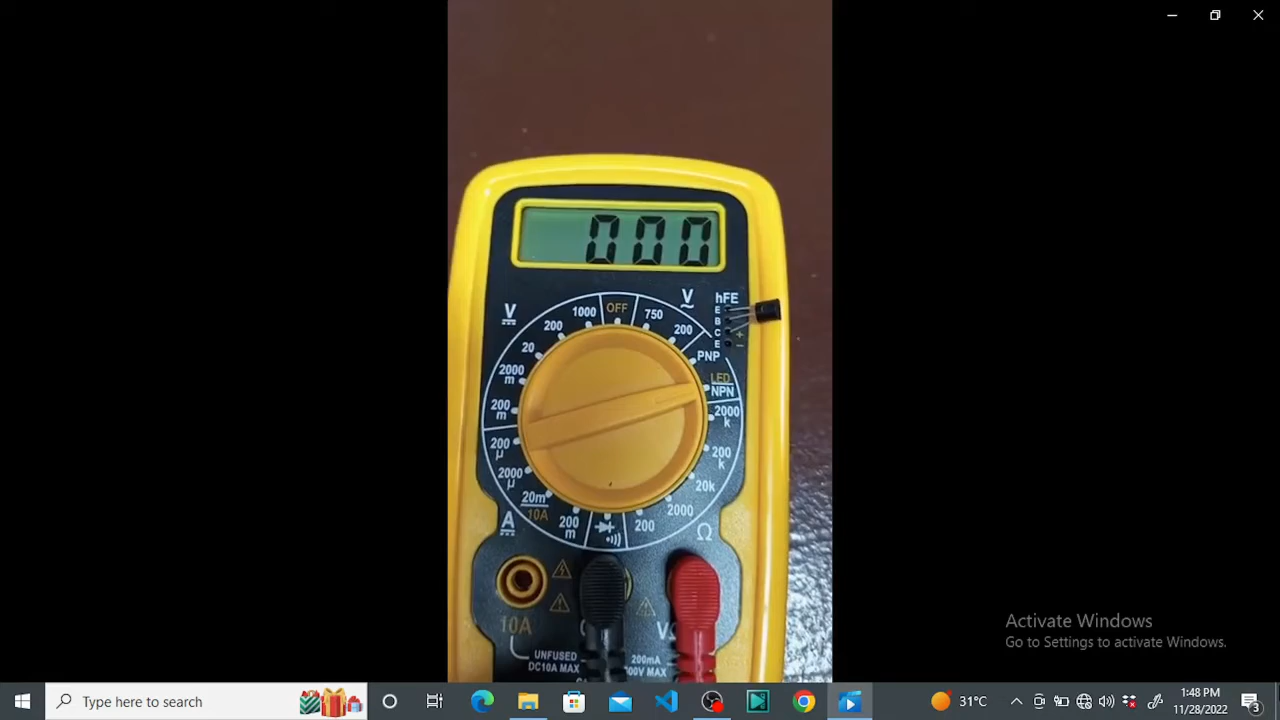 000
hFE
E
B
C
E
+
−
V
V
OFF
1000
750
200
200
20
2000
m
200
m
PNP
LED
NPN
2000
k
200
k
20k
2000
200
Ω
200
µ
2000
µ
20m
10A
200
m
A
10A
UNFUSED
DC10A MAX
200mA
MAX
Activate Windows
Go to Settings to activate Windows.
Type here to search
31°C
1:48 PM
11/28/2022
3